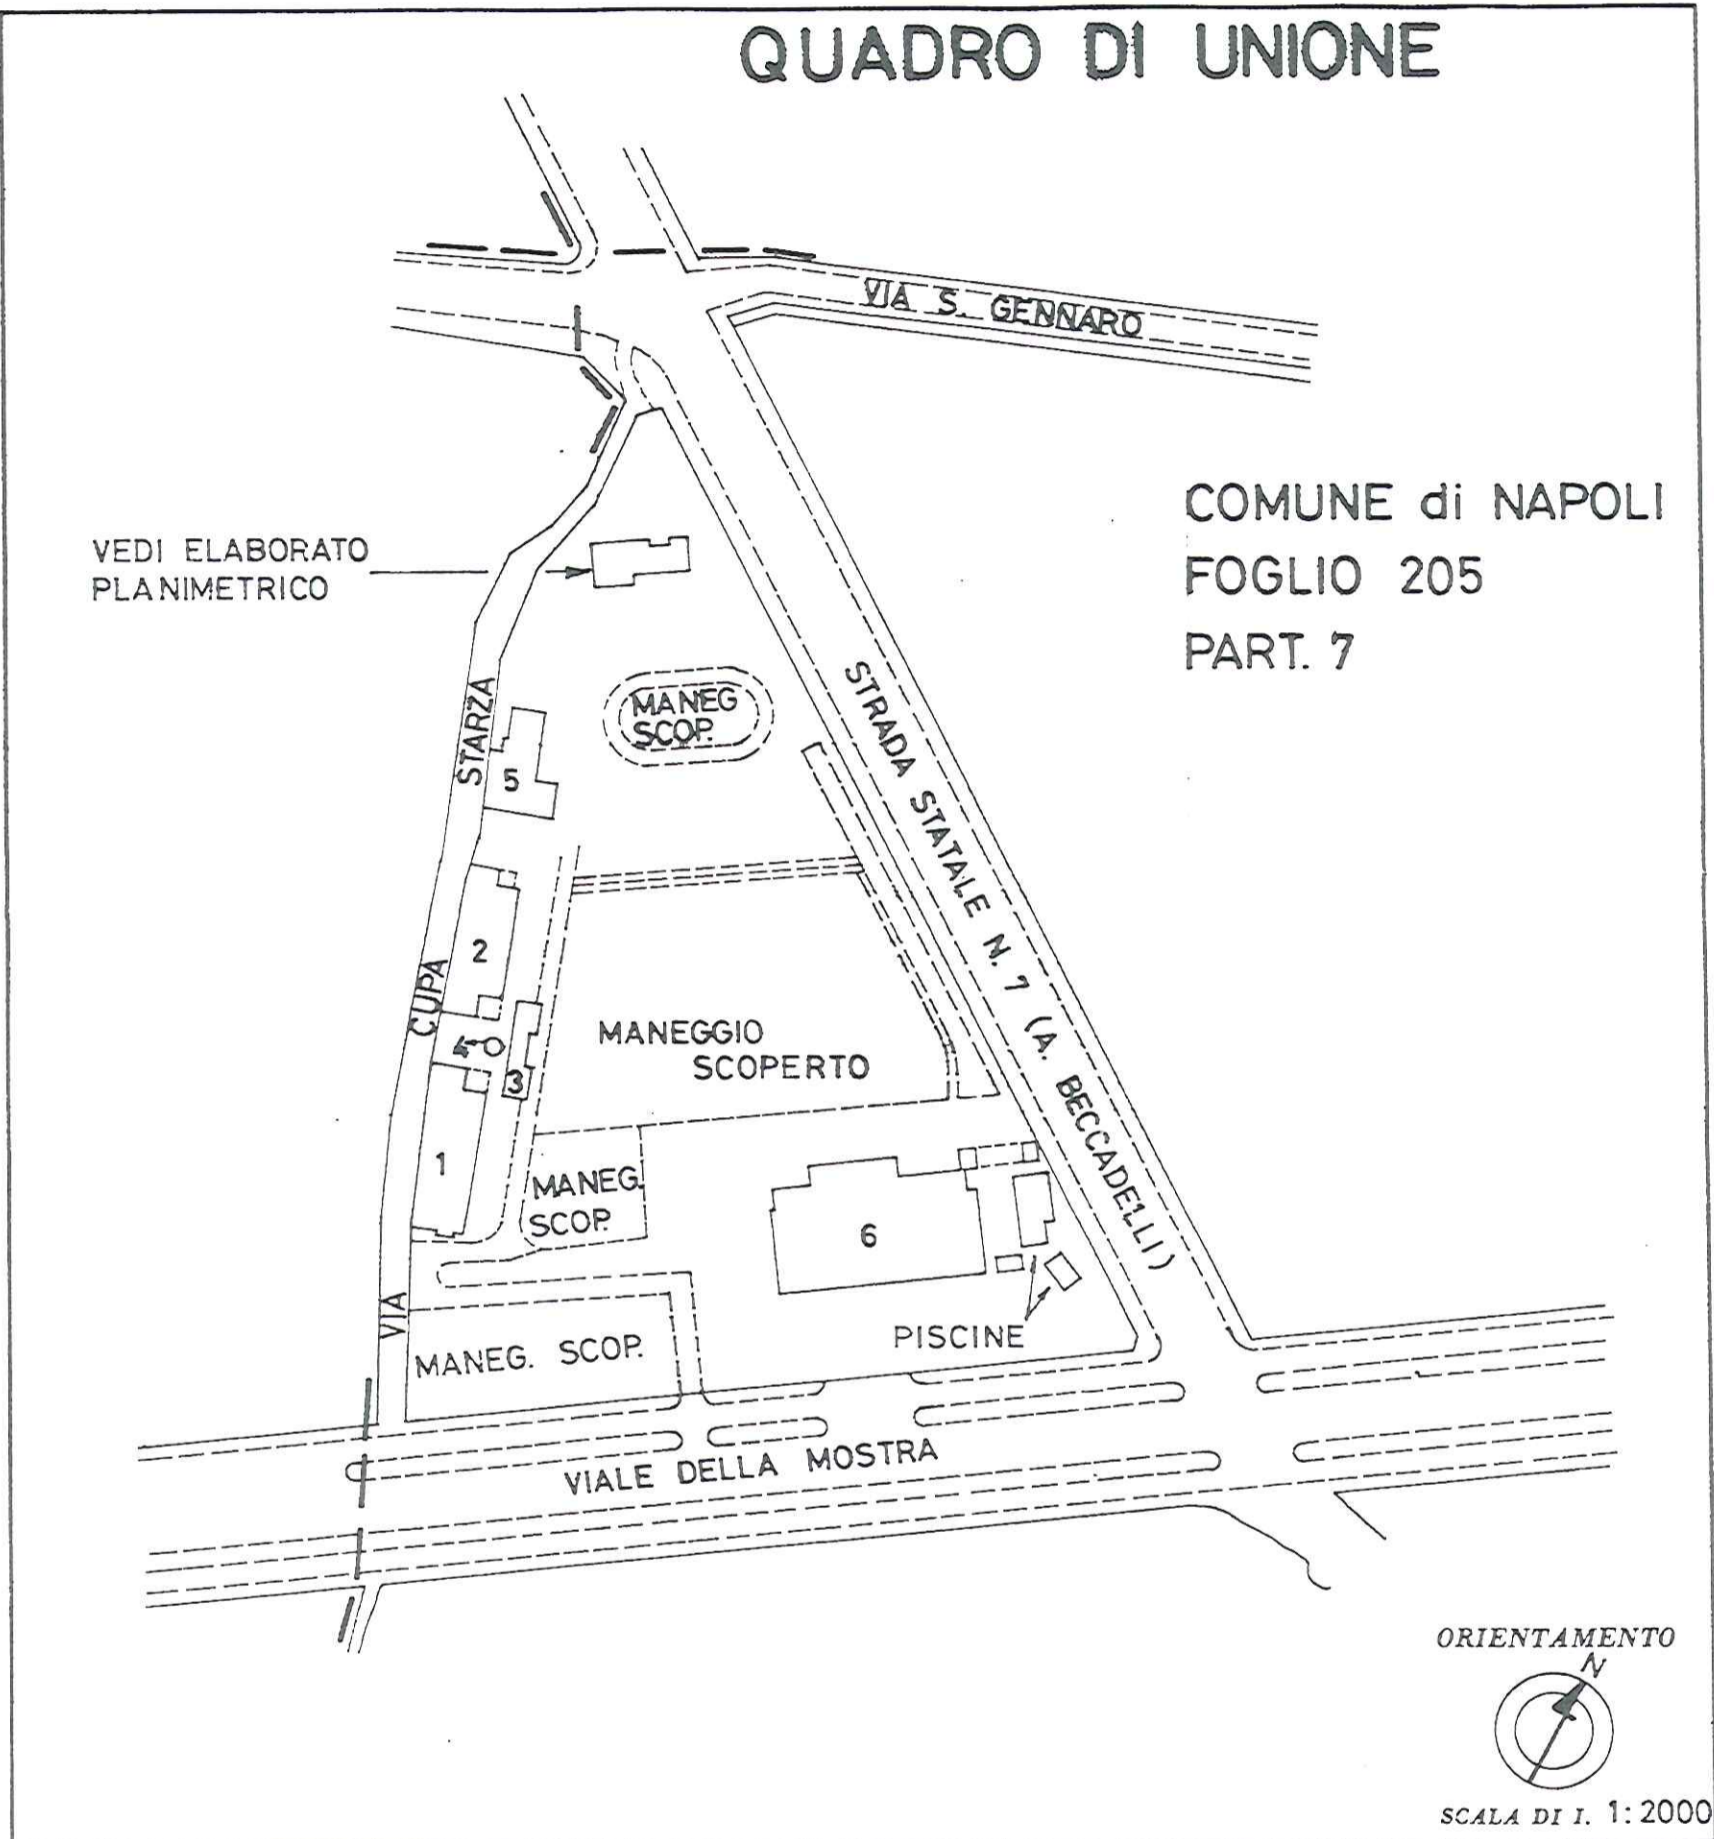 QUADRO DI UNIONE
VIA S. GENNARO
COMUNE di NAPOLI
FOGLIO 205
PART. 7
VEDI ELABORATO
PLANIMETRICO
MANEG
SCOP.
STRADA STATALE N. 7 (A. BECCADELLI)
VIA CUPA STARZA
5
2
MANEGGIO
SCOPERTO
3
1
MANEG.
SCOP.
6
PISCINE
MANEG. SCOP.
VIALE DELLA MOSTRA
ORIENTAMENTO
N
SCALA DI I. 1:2000